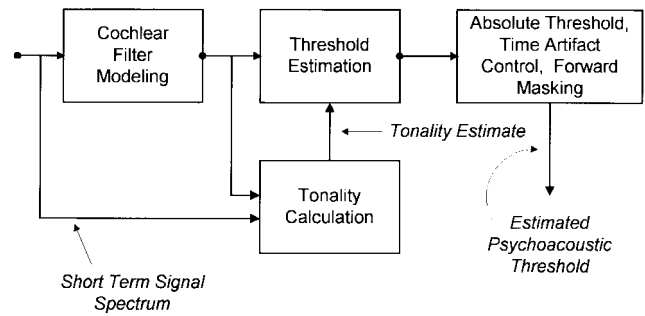 Cochlear
Filter
Modeling
Threshold
Estimation
Absolute Threshold,
Time Artifact
Control, Forward
Masking
Tonality Estimate
Tonality
Calculation
Estimated
Psychoacoustic
Threshold
Short Term Signal
Spectrum